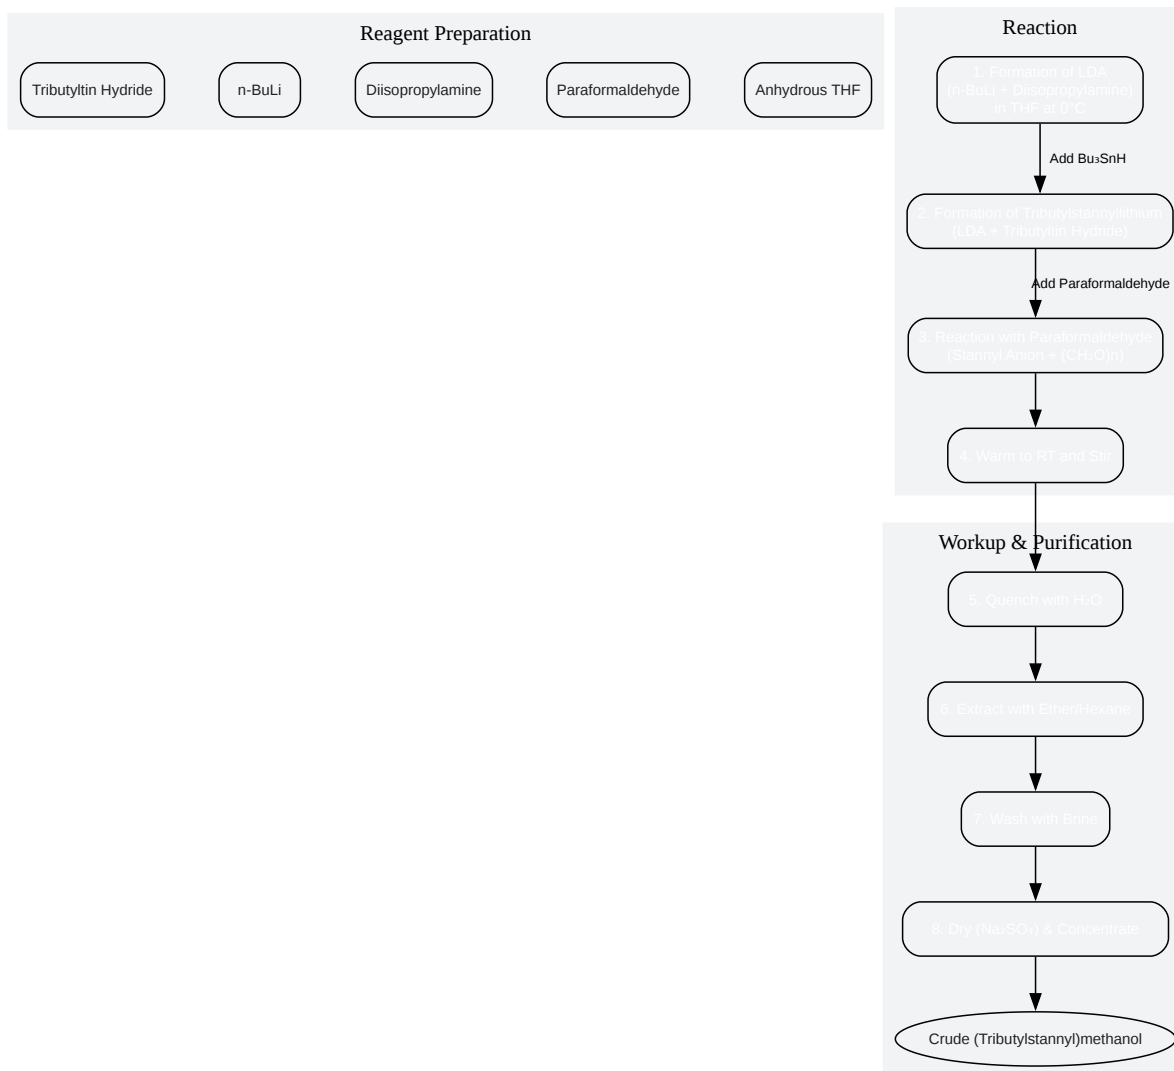 Reagent Preparation
Tributyltin Hydride
n-BuLi
Diisopropylamine
Paraformaldehyde
Anhydrous THF
Reaction
1. Formation of LDA
(n-BuLi + Diisopropylamine)
in THF at 0°C
Add Bu₃SnH
2. Formation of Tributylstannyllithium
(LDA + Tributyltin Hydride)
Add Paraformaldehyde
3. Reaction with Paraformaldehyde
(Stannyl Anion + (CH₂O)n)
4. Warm to RT and Stir
Workup & Purification
5. Quench with H₂O
6. Extract with Ether/Hexane
7. Wash with Brine
8. Dry (Na₂SO₄) & Concentrate
Crude (Tributylstannyl)methanol